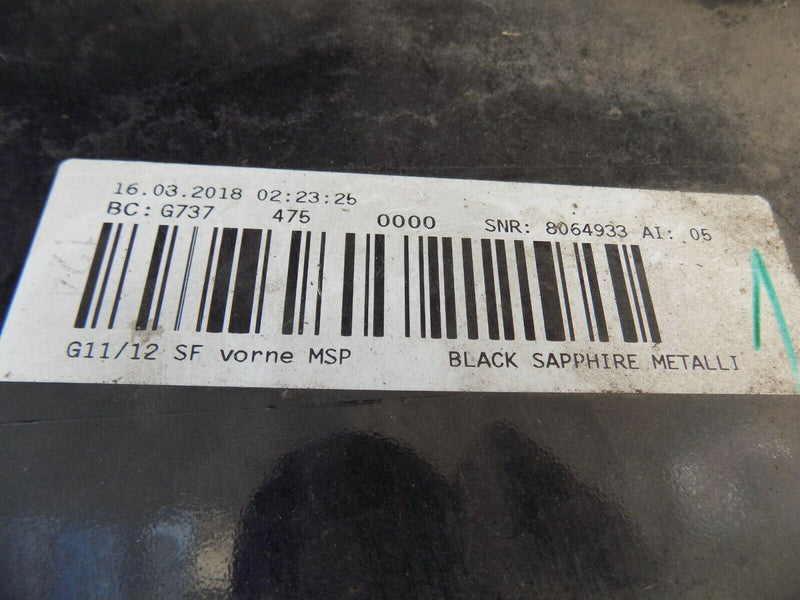 16.03.2018 02:23:26
BC: G737 475 0000 SNR: 8064933 AI: 05
G11/12 SF vorne MSP BLACK SAPPHIRE METALLI